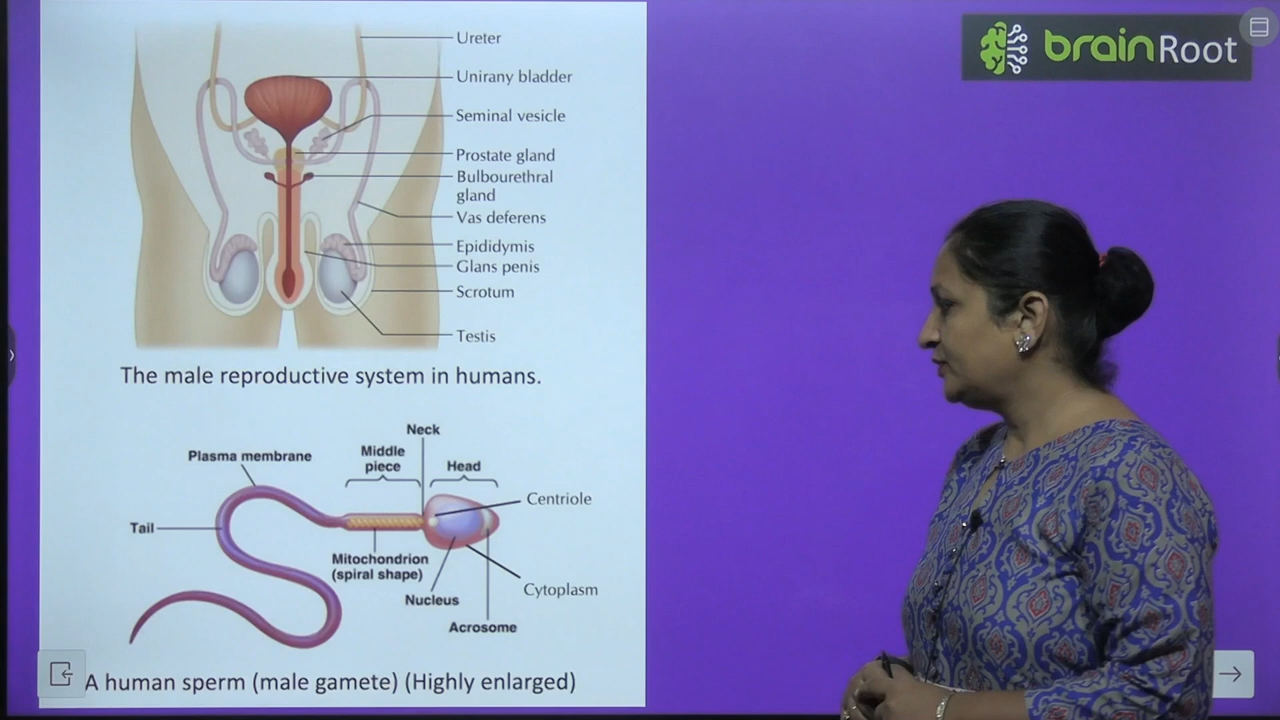 brainRoot
Ureter
Unirany bladder
Seminal vesicle
Prostate gland
Bulbourethral
gland
Vas deferens
Epididymis
Glans penis
Scrotum
Testis
The male reproductive system in humans.
Neck
Middle
piece
Head
Plasma membrane
Centriole
Tail
Mitochondrion
(spiral shape)
Cytoplasm
Nucleus
Acrosome
A human sperm (male gamete) (Highly enlarged)